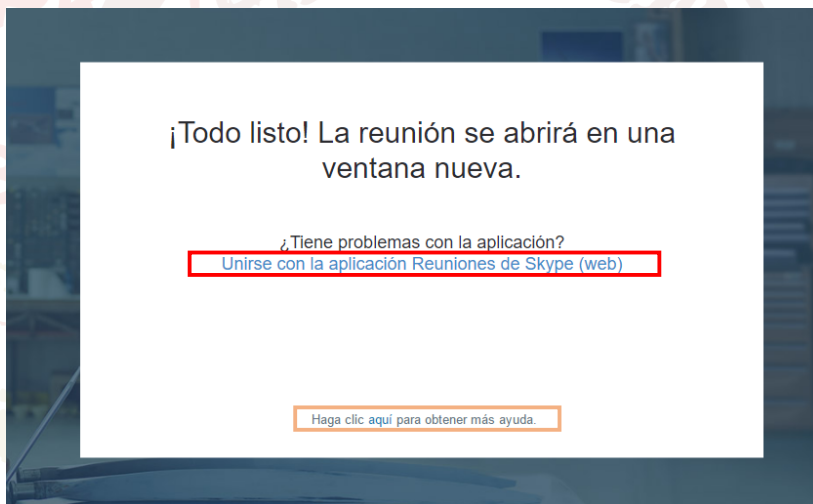 ¡Todo listo! La reunión se abrirá en una
ventana nueva.
¿Tiene problemas con la aplicación?
Unirse con la aplicación Reuniones de Skype (web)
Haga clic aquí para obtener más ayuda.